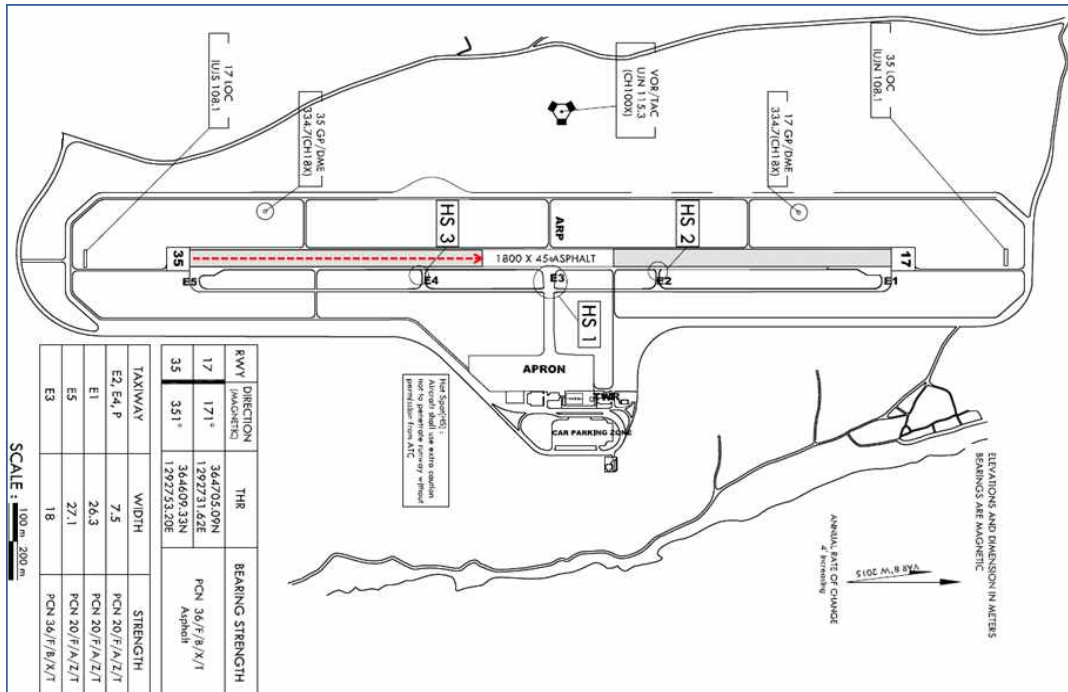 17 LOC
IUJS 108.1
35 GP/DME
334.7(CH18X)
VOR/TAC
UJN 115.3
(CH100X)
17 GP/DME
334.7(CH18X)
35 LOC
IUJN 108.1
HS 3
ARP
HS 2
35
1800 X 45 ASPHALT
17
E5
E4
E3
E2
E1
HS 1
APRON
TWR
CAR PARKING ZONE
Hot Spot(HS) :
Aircraft shall use extra caution
not to penetrate runway without
permission from ATC
RWY DIRECTION (MAGNETIC) THR BEARING STRENGTH
17 171° 364705.09N 1292731.62E PCN 36/F/B/X/T Asphalt
35 351° 364609.33N 1292753.20E
TAXIWAY WIDTH STRENGTH
E2, E4, P 7.5 PCN 20/F/A/Z/T
E1 26.3 PCN 20/F/A/Z/T
E5 27.1 PCN 20/F/A/Z/T
E3 18 PCN 36/F/B/X/T
SCALE : 100 m 200 m
ELEVATIONS AND DIMENSION IN METERS
BEARINGS ARE MAGNETIC
VAR 8°W 2015
ANNUAL RATE OF CHANGE
4' Increasing